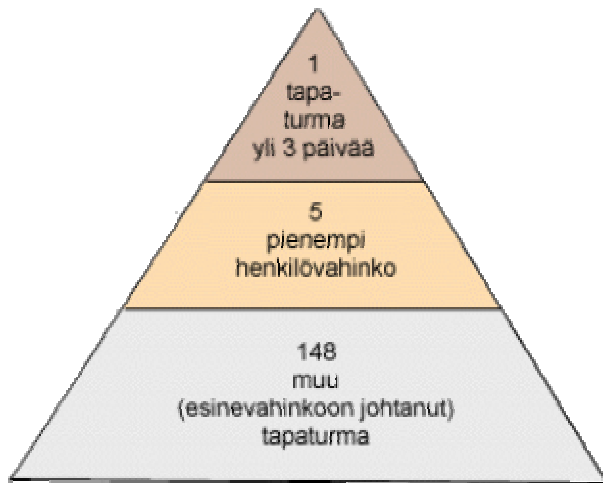 1
tapa-
turma
yli 3 päivää
5
pienempi
henkilövahinko
148
muu
(esinevahinkoon johtanut)
tapaturma